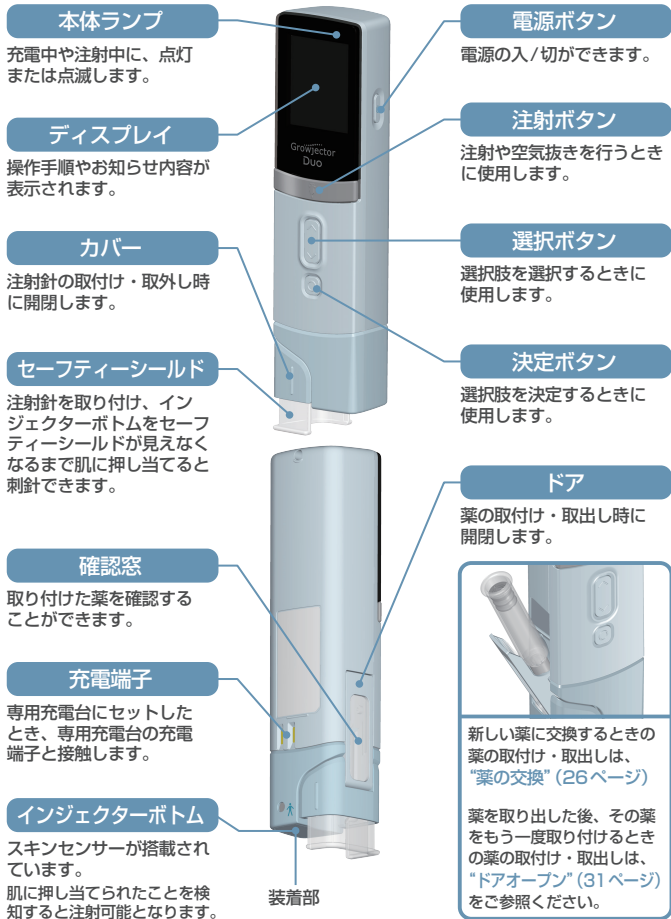 本体ランプ
充電中や注射中に、点灯
または点滅します。
ディスプレイ
操作手順やお知らせ内容が
表示されます。
カバー
注射針の取付け・取外し時
に開閉します。
セーフティーシールド
注射針を取り付け、イン
ジェクターボトムをセーフ
ティーシールドが見えなく
なるまで肌に押し当てると
刺針できます。
確認窓
取り付けた薬を確認する
ことができます。
充電端子
専用充電台にセットした
とき、専用充電台の充電
端子と接触します。
インジェクターボトム
スキンセンサーが搭載され
ています。
肌に押し当てられたことを検
知すると注射可能となります。
Growjector
Duo
装着部
電源ボタン
電源の入/切ができます。
注射ボタン
注射や空気抜きを行うとき
に使用します。
選択ボタン
選択肢を選択するときに
使用します。
決定ボタン
選択肢を決定するときに
使用します。
ドア
薬の取付け・取出し時に
開閉します。
新しい薬に交換するときの
薬の取付け・取出しは、
“薬の交換”(26ページ)
薬を取り出した後、その薬
をもう一度取り付けるとき
の薬の取付け・取出しは、
“ドアオープン”(31ページ)
をご参照ください。